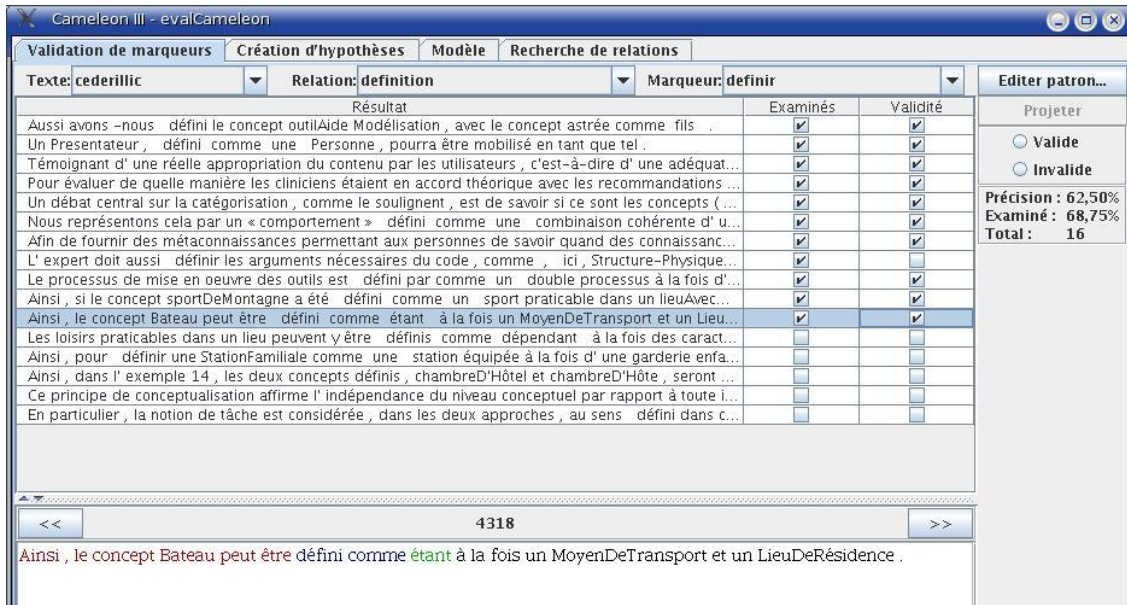 Cameleon III - evalCameleon
Validation de marqueurs Création d'hypothèses Modèle Recherche de relations
Texte: cederillic Relation: definition Marqueur: definir Editer patron...
Résultat Examinés Validité
Projeter
Valide
Invalide
Précision : 62,50%
Examiné : 68,75%
Total : 16
Aussi avons -nous défini le concept outilAide Modélisation , avec le concept astrée comme fils .
Un Presentateur , défini comme une Personne , pourra être mobilisé en tant que tel .
Témoignant d' une réelle appropriation du contenu par les utilisateurs , c'est-à-dire d' une adéquat...
Pour évaluer de quelle manière les cliniciens étaient en accord théorique avec les recommandations ...
Un débat central sur la catégorisation , comme le soulignent , est de savoir si ce sont les concepts ( ...
Nous représentons cela par un « comportement » défini comme une combinaison cohérente d' u...
Afin de fournir des métaconnaissances permettant aux personnes de savoir quand des connaissanc...
L' expert doit aussi définir les arguments nécessaires du code , comme , ici , Structure-Physique...
Le processus de mise en oeuvre des outils est défini par comme un double processus à la fois d'...
Ainsi , si le concept sportDeMontagne a été défini comme un sport praticable dans un lieuAvec...
Ainsi , le concept Bateau peut être défini comme étant à la fois un MoyenDeTransport et un Lieu...
Les loisirs praticables dans un lieu peuvent y être définis comme dépendant à la fois des caract...
Ainsi , pour définir une StationFamiliale comme une station équipée à la fois d' une garderie enfa...
Ainsi , dans l' exemple 14 , les deux concepts définis , chambreD'Hôtel et chambreD'Hôte , seront ...
Ce principe de conceptualisation affirme l' indépendance du niveau conceptuel par rapport à toute i...
En particulier , la notion de tâche est considérée , dans les deux approches , au sens défini dans c...
<< 4318 >>
Ainsi , le concept Bateau peut être défini comme étant à la fois un MoyenDeTransport et un LieuDeRésidence .